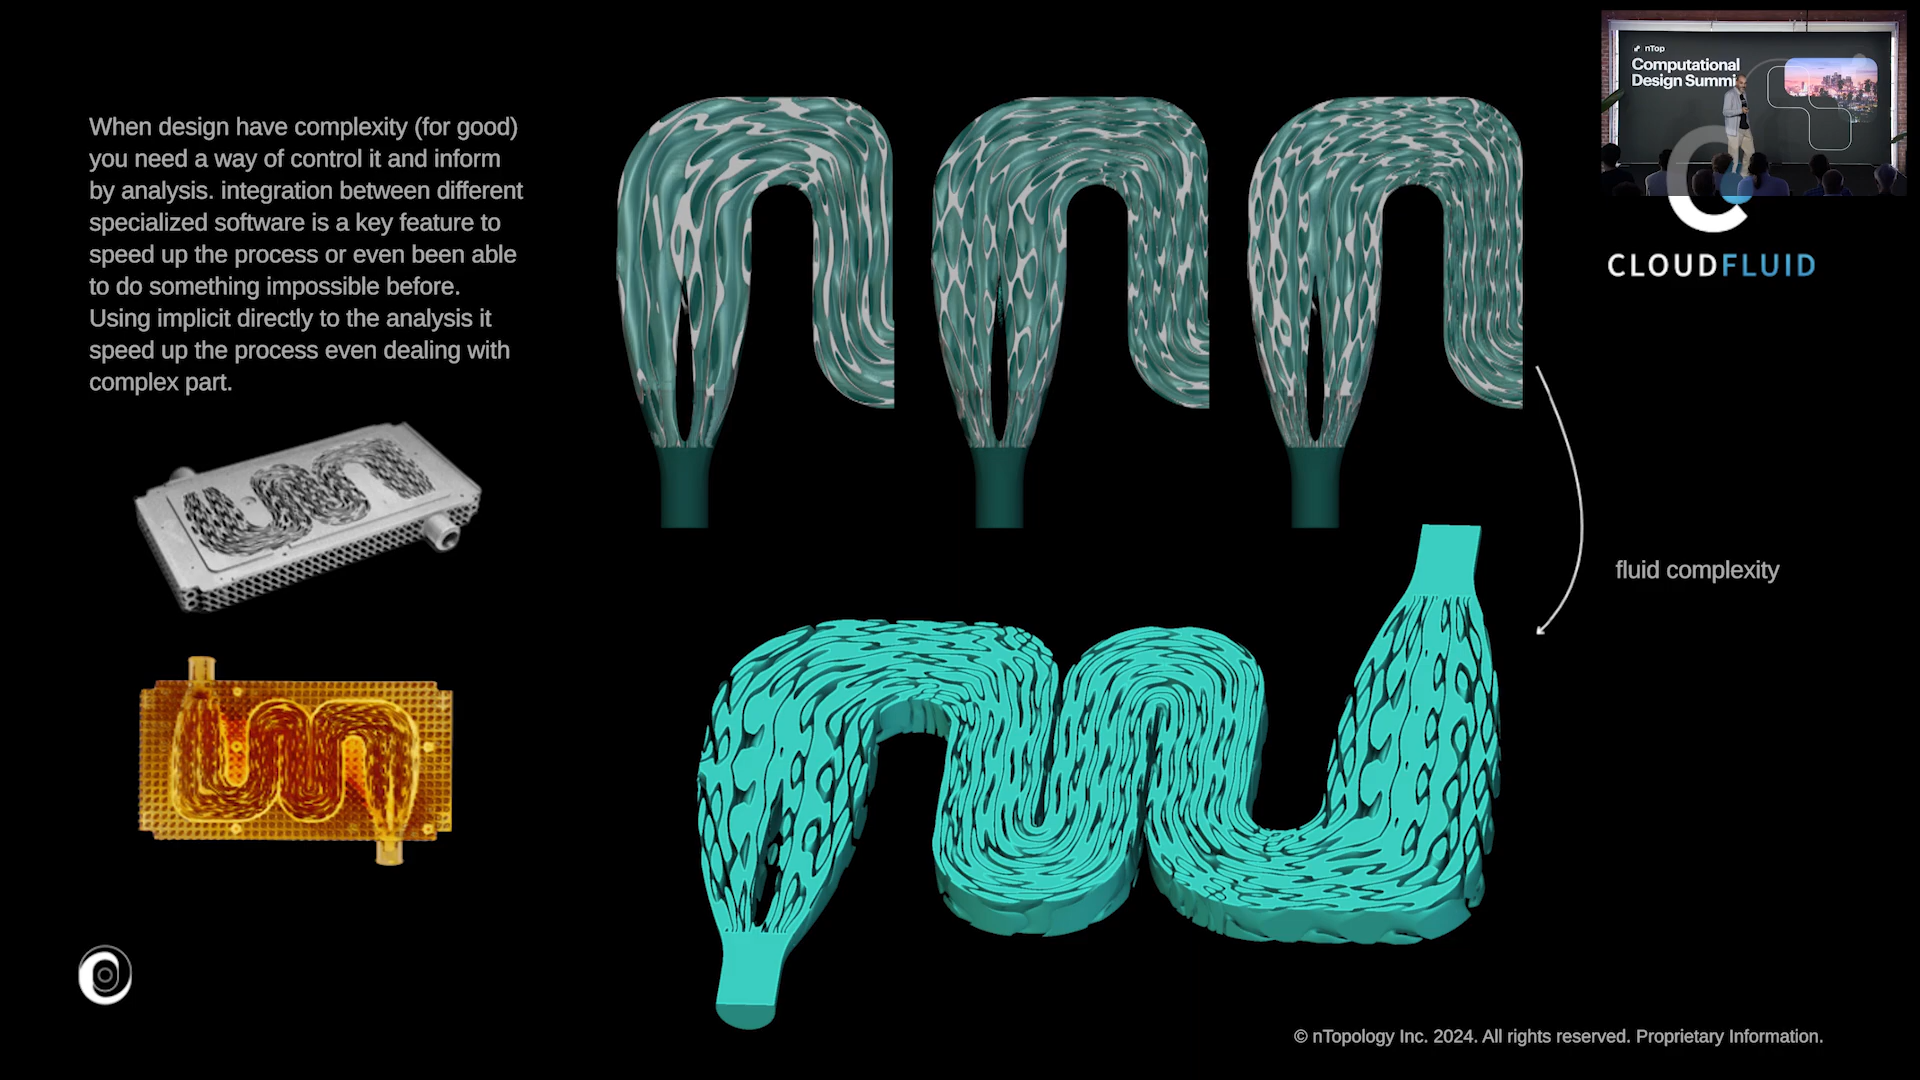 When design have complexity (for good)
you need a way of control it and inform
by analysis. integration between different
specialized software is a key feature to
speed up the process or even been able
to do something impossible before.
Using implicit directly to the analysis it
speed up the process even dealing with
complex part.
nTop
Computational
Design Summi
CLOUDFLUID
fluid complexity
© nTopology Inc. 2024. All rights reserved. Proprietary Information.